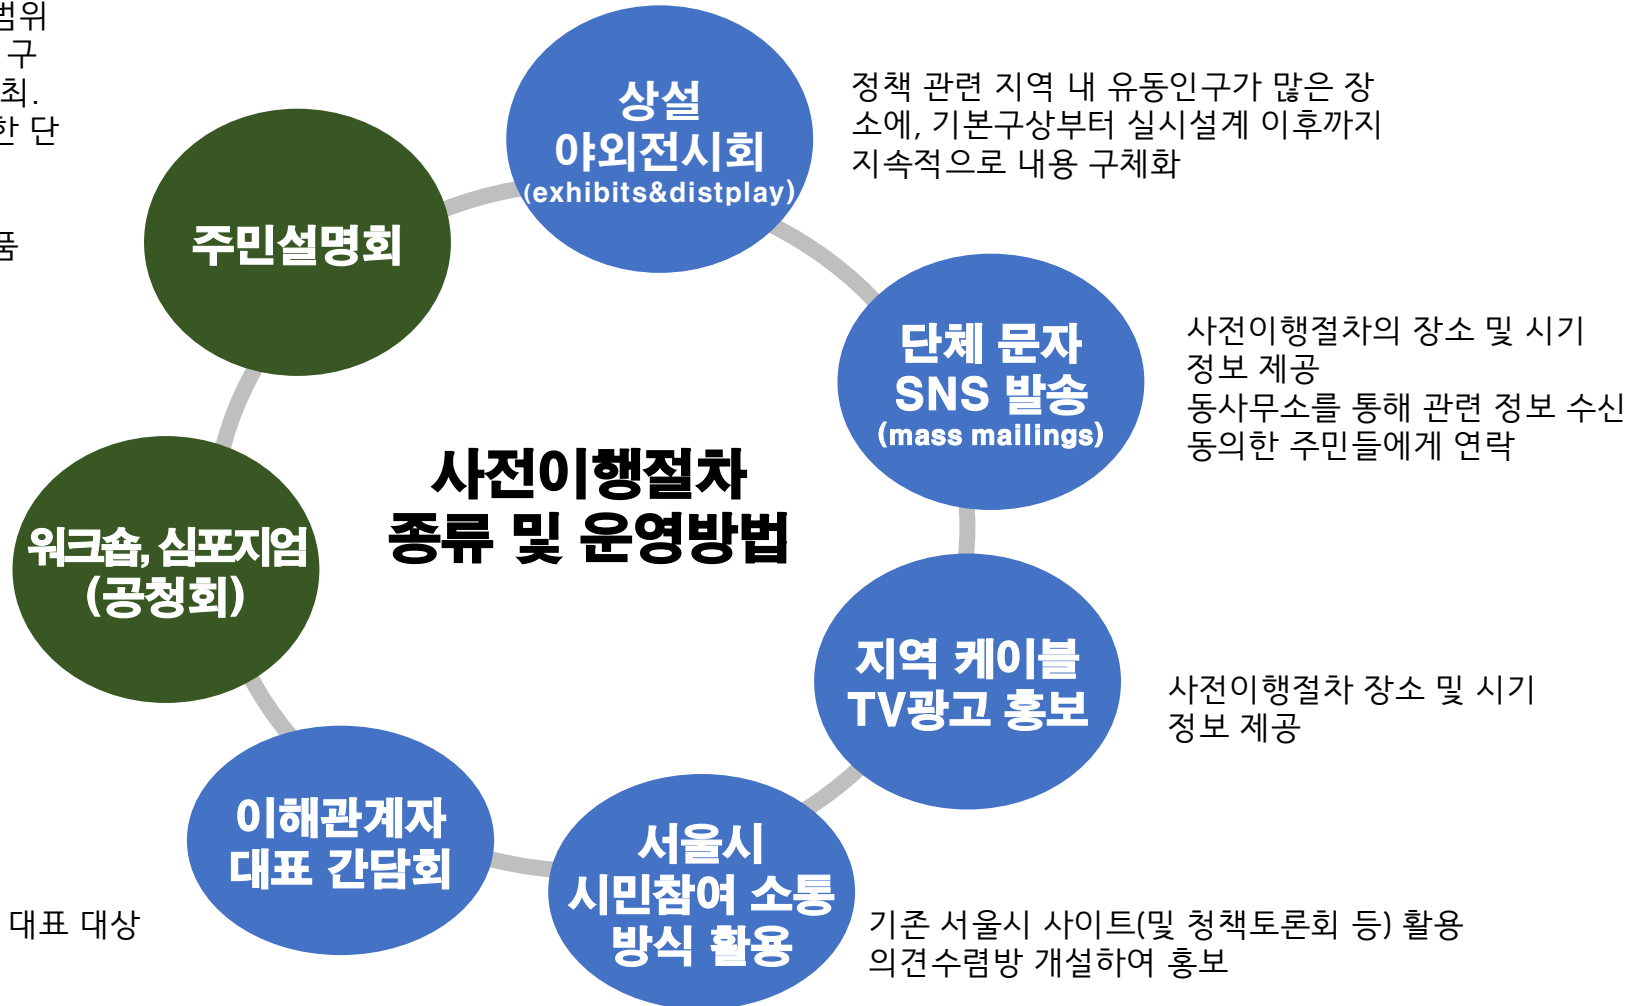 범위
구
최.
한 단
품
상설
야외전시회
(exhibits&distplay)
정책 관련 지역 내 유동인구가 많은 장
소에, 기본구상부터 실시설계 이후까지
지속적으로 내용 구체화
주민설명회
단체 문자
SNS 발송
(mass mailings)
사전이행절차의 장소 및 시기
정보 제공
동사무소를 통해 관련 정보 수신
동의한 주민들에게 연락
사전이행절차
종류 및 운영방법
워크숍, 심포지엄
(공청회)
지역 케이블
TV광고 홍보
사전이행절차 장소 및 시기
정보 제공
이해관계자
대표 간담회
대표 대상
서울시
시민참여 소통
방식 활용
기존 서울시 사이트(및 청책토론회 등) 활용
의견수렴방 개설하여 홍보